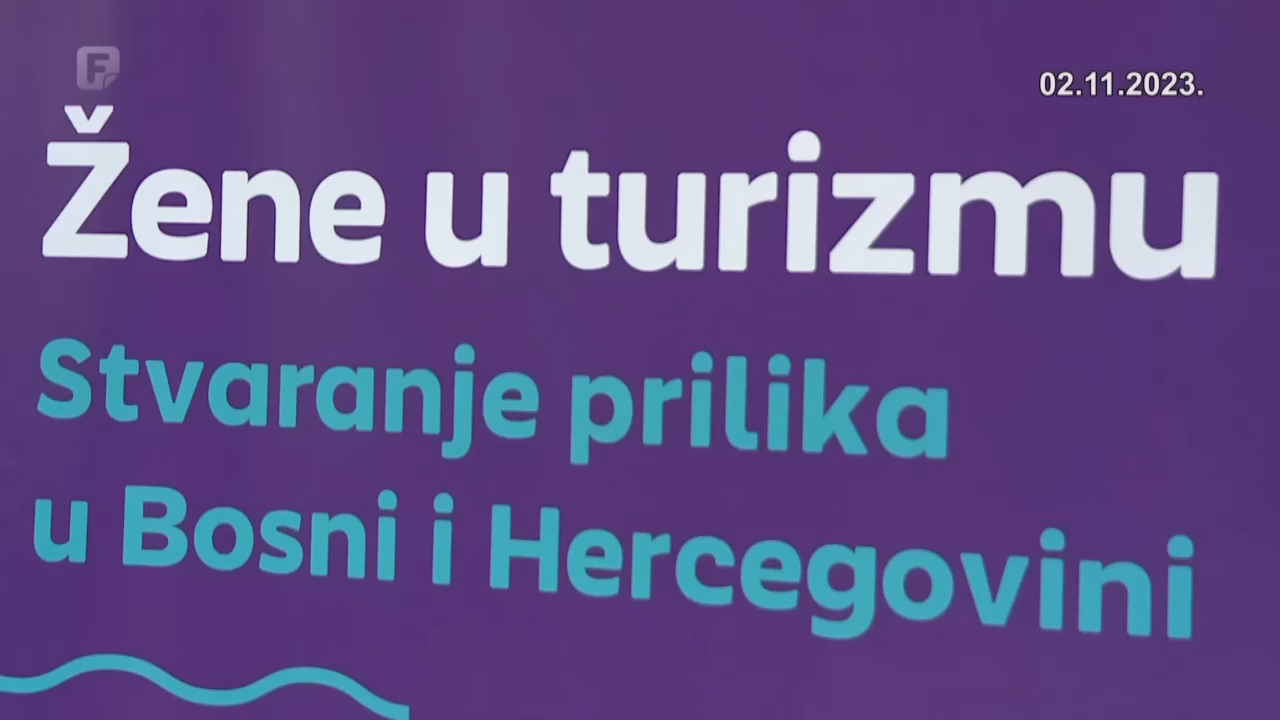 F
02.11.2023.
Žene u turizmu
Stvaranje prilika
u Bosni i Hercegovini